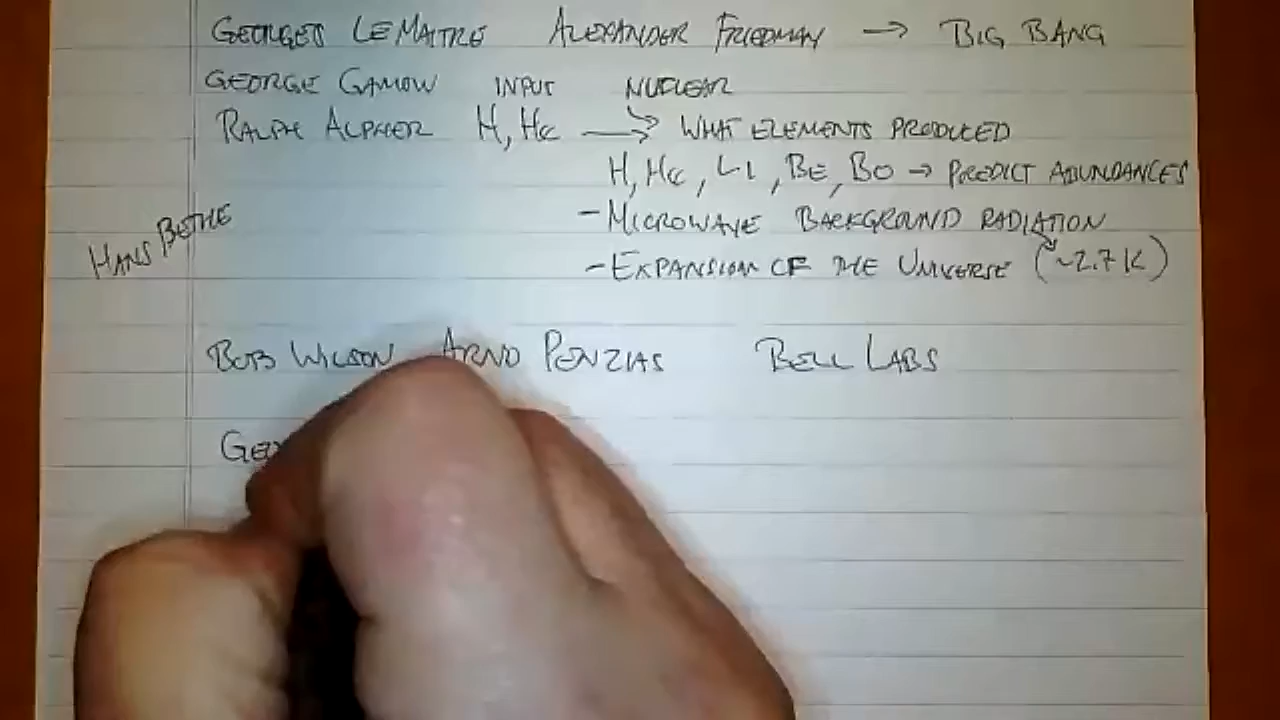 GEORGES LEMAITRE ALEXANDER FRIEDMAN → BIG BANG
GEORGE GAMOW INPUT NUCLEAR
RALPH ALPHER H, He → WHAT ELEMENTS PRODUCED
H, He, LI, BE, BO → PREDICT ABUNDANCES
- MICROWAVE BACKGROUND RADIATION
HANS BETHE
- EXPANSION OF THE UNIVERSE (~2.7 K)
BOB WILSON ARNO PENZIAS BELL LABS
GEO